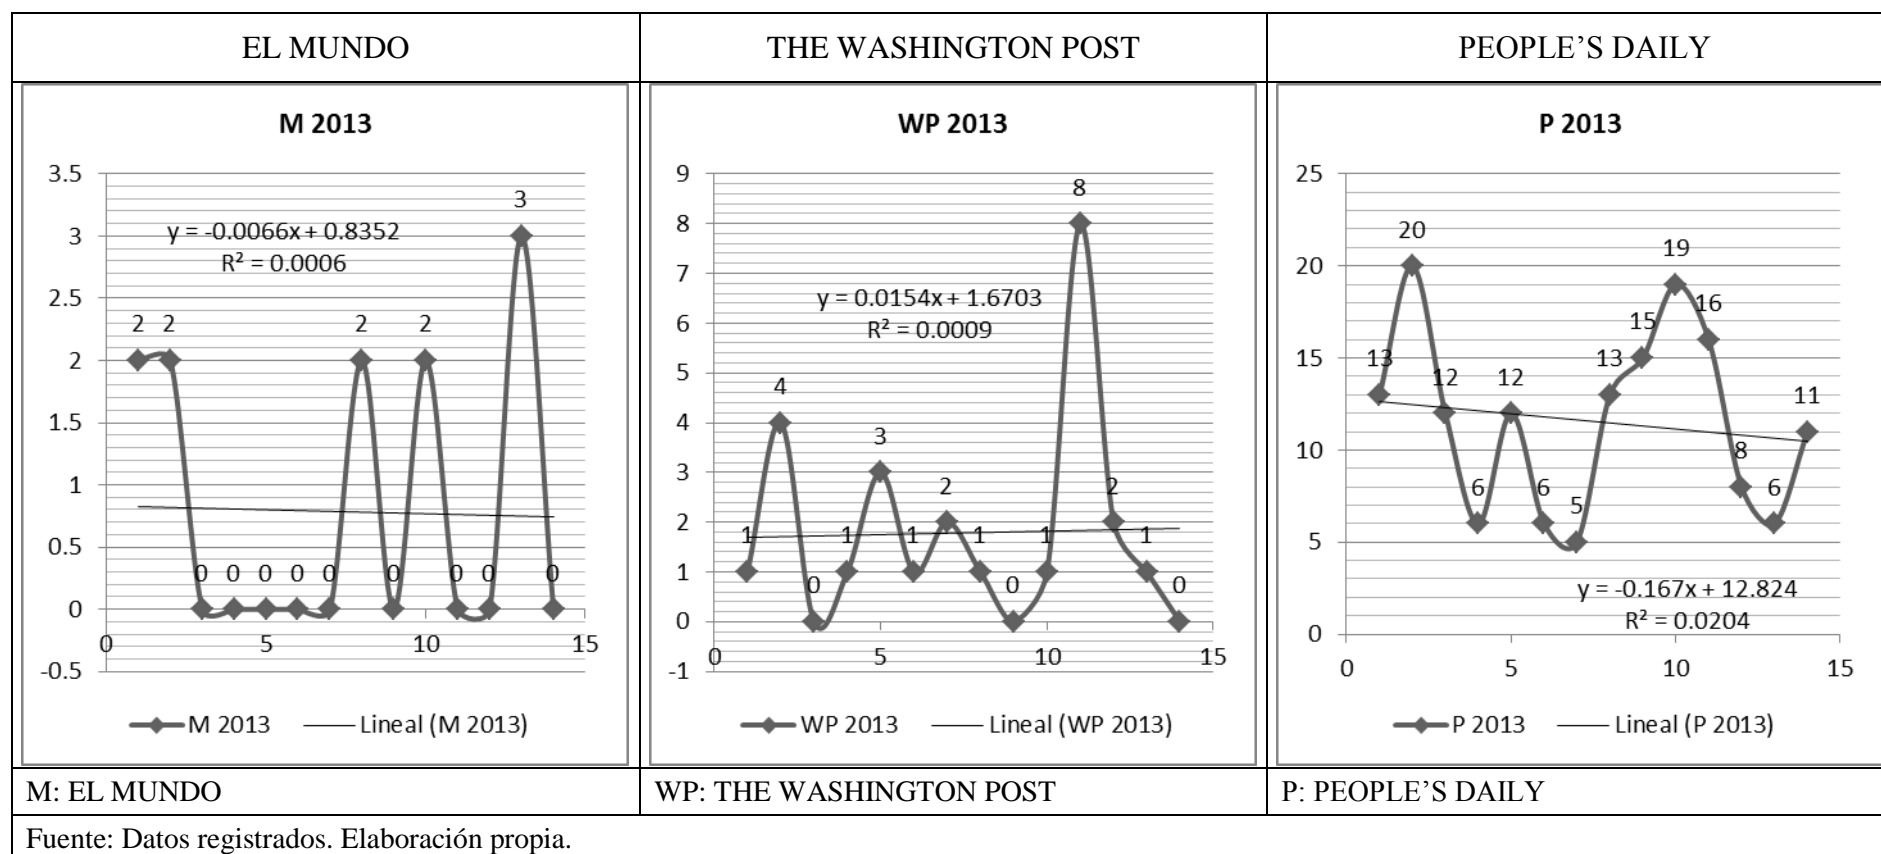 EL MUNDO
THE WASHINGTON POST
PEOPLE’S DAILY
M 2013
3.5
3
2.5
2
1.5
1
0.5
0
-0.5
0
5
10
15
2 2 0 0 0 0 0 2 0 2 0 0 3 0
y = -0.0066x + 0.8352
R² = 0.0006
M 2013
Lineal (M 2013)
WP 2013
9
8
7
6
5
4
3
2
1
0
-1
0
5
10
15
1 4 0 1 3 1 2 1 0 1 8 2 1 0
y = 0.0154x + 1.6703
R² = 0.0009
WP 2013
Lineal (WP 2013)
P 2013
25
20
15
10
5
0
0
5
10
15
13 20 12 6 12 6 5 13 15 19 16 8 6 11
y = -0.167x + 12.824
R² = 0.0204
P 2013
Lineal (P 2013)
M: EL MUNDO
WP: THE WASHINGTON POST
P: PEOPLE’S DAILY
Fuente: Datos registrados. Elaboración propia.